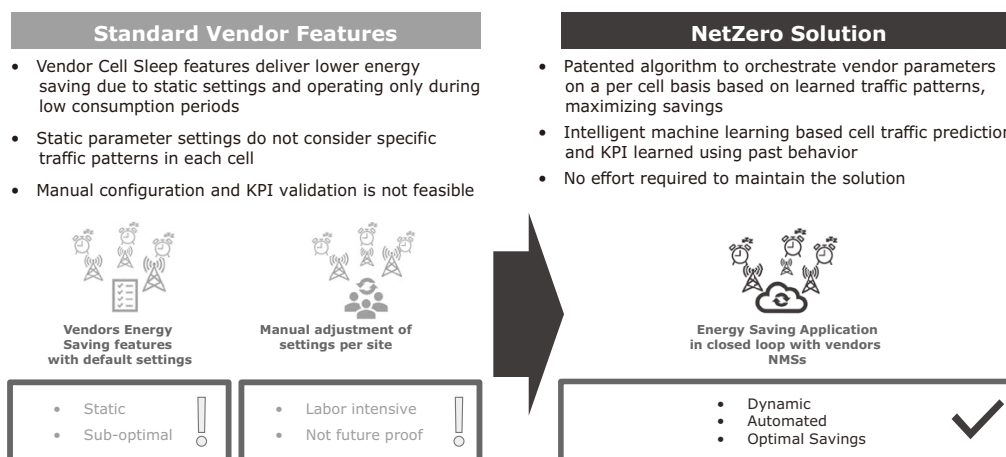 Standard Vendor Features
• Vendor Cell Sleep features deliver lower energy
saving due to static settings and operating only during
low consumption periods
• Static parameter settings do not consider specific
traffic patterns in each cell
• Manual configuration and KPI validation is not feasible
Vendors Energy
Saving features
with default settings
Manual adjustment of
settings per site
• Static
• Sub-optimal
• Labor intensive
• Not future proof
NetZero Solution
• Patented algorithm to orchestrate vendor parameters
on a per cell basis based on learned traffic patterns,
maximizing savings
• Intelligent machine learning based cell traffic prediction
and KPI learned using past behavior
• No effort required to maintain the solution
Energy Saving Application
in closed loop with vendors
NMSs
• Dynamic
• Automated
• Optimal Savings